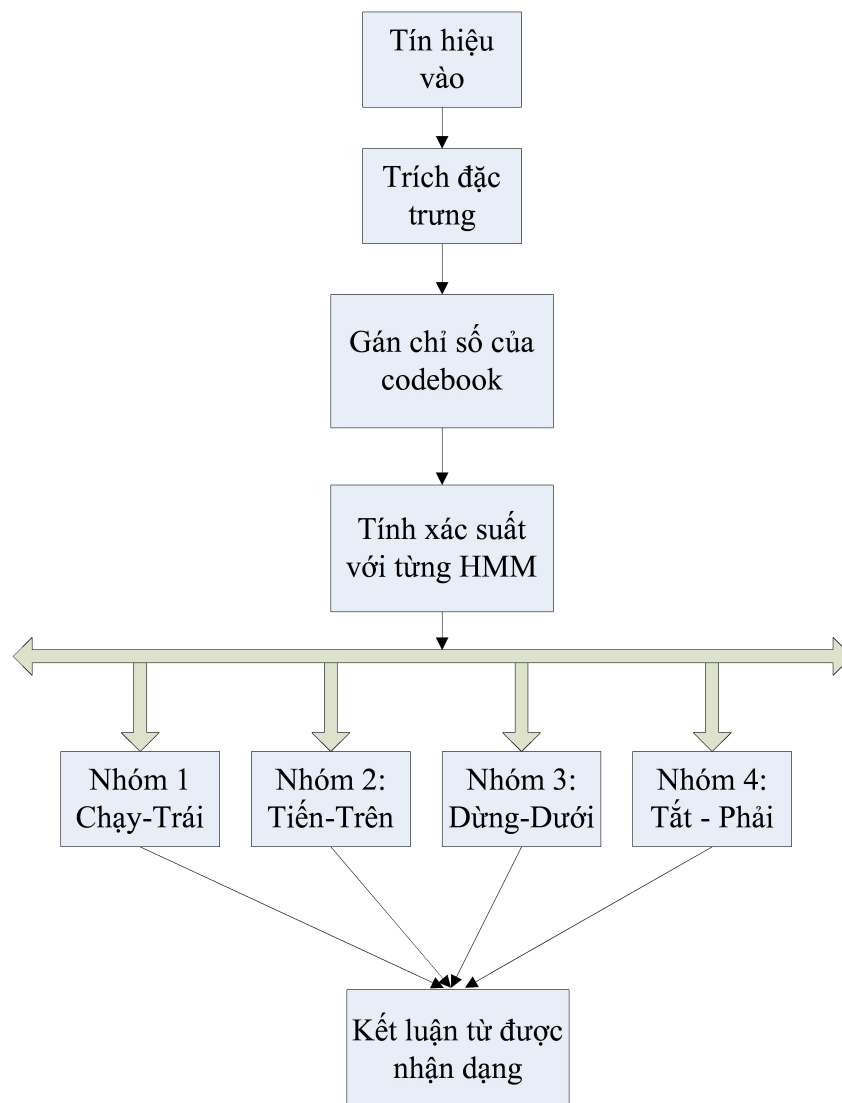 Tín hiệu
vào
Trích đặc
trưng
Gán chỉ số của
codebook
Tính xác suất
với từng HMM
Nhóm 1
Chạy-Trái
Nhóm 2:
Tiến-Trên
Nhóm 3:
Dừng-Dưới
Nhóm 4:
Tắt - Phải
Kết luận từ được
nhận dạng